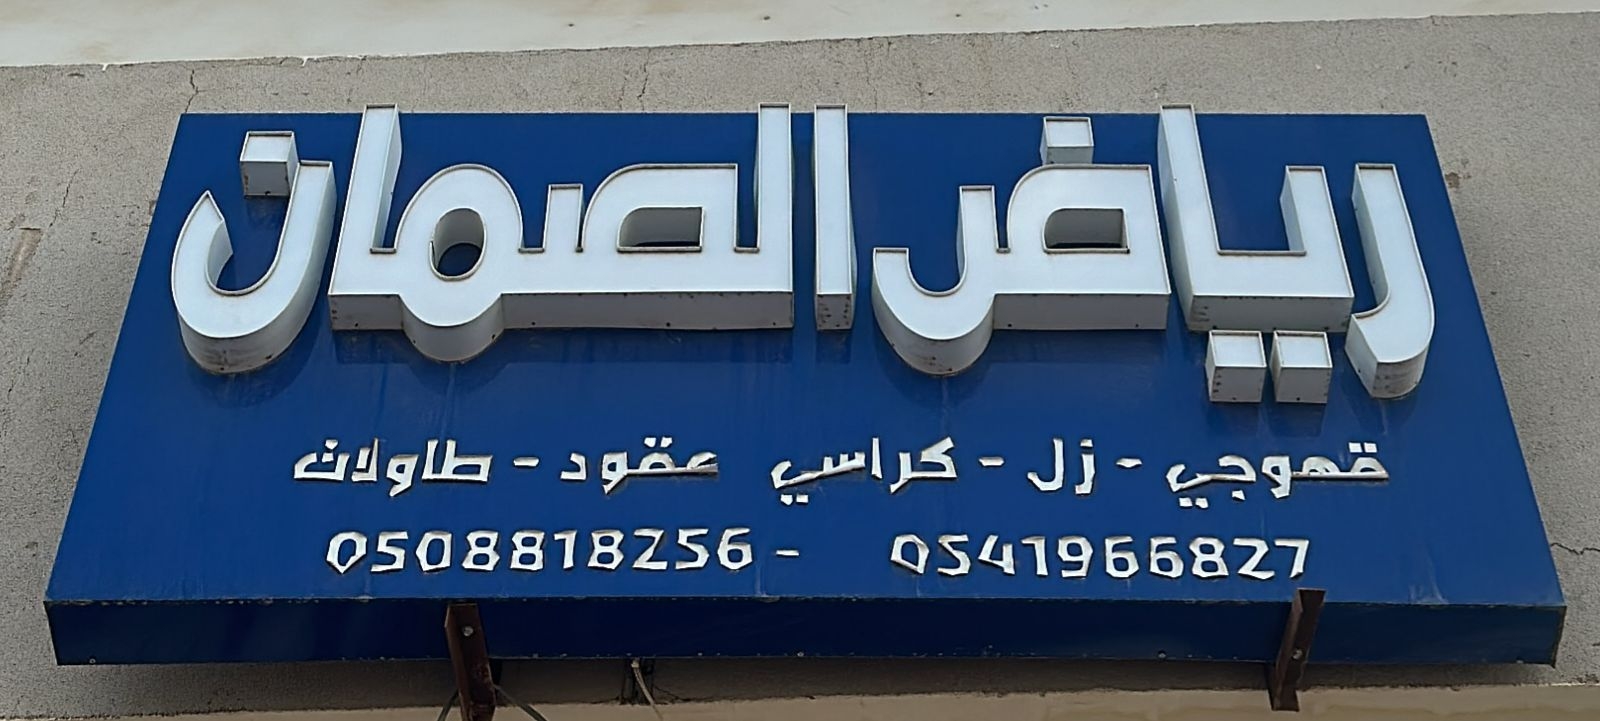 رياض الصمان
قهوجي - زل - كراسي عقود - طاولات
0508818256 - 0541966827